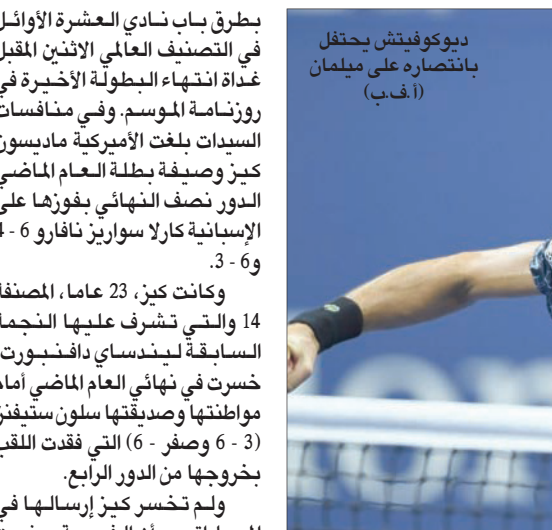 ديوكوفيتش يحتفل
بانتصاره على ميلمان
(أ.ف.ب)
بطرق باب نادي العشرة الأوائل
في التصنيف العالمي الاثنين المقبل
غداة انتهاء البطولة الأخيرة في
روزنامة الموسم. وفي منافسات
السيدات بلغت الأميركية ماديسون
كيز وصيفة بطلة العام الماضي
الدور نصف النهائي بفوزها على
الإسبانية كارلا سواريز نافارو 6 - 4
و6 - 3.
وكانت كيز، 23 عاما، المصنفة
14 والتي تشرف عليها النجمة
السابقة ليندساي دافنبورت،
خسرت في نهائي العام الماضي أمام
مواطنتها وصديقتها سلون ستيفنز
(3 - 6 وصفر - 6) التي فقدت اللقب
بخروجها من الدور الرابع.
ولم تخسر كيز إرسالها في